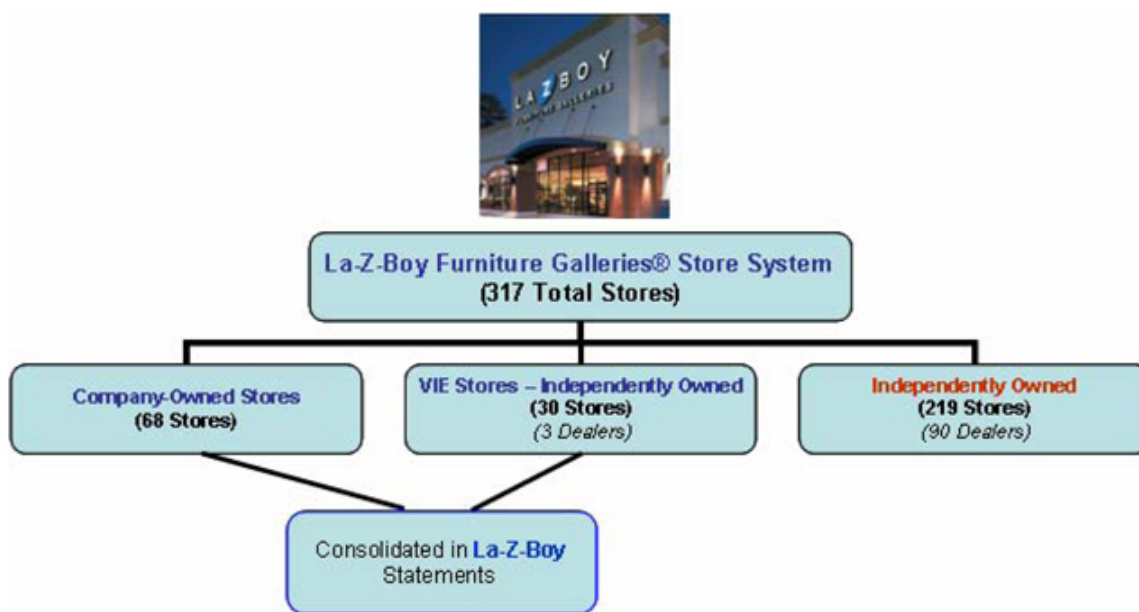 LA Z BOY
FURNITURE GALLERIES
La-Z-Boy Furniture Galleries® Store System
(317 Total Stores)
Company-Owned Stores
(68 Stores)
VIE Stores – Independently Owned
(30 Stores)
(3 Dealers)
Independently Owned
(219 Stores)
(90 Dealers)
Consolidated in La-Z-Boy
Statements